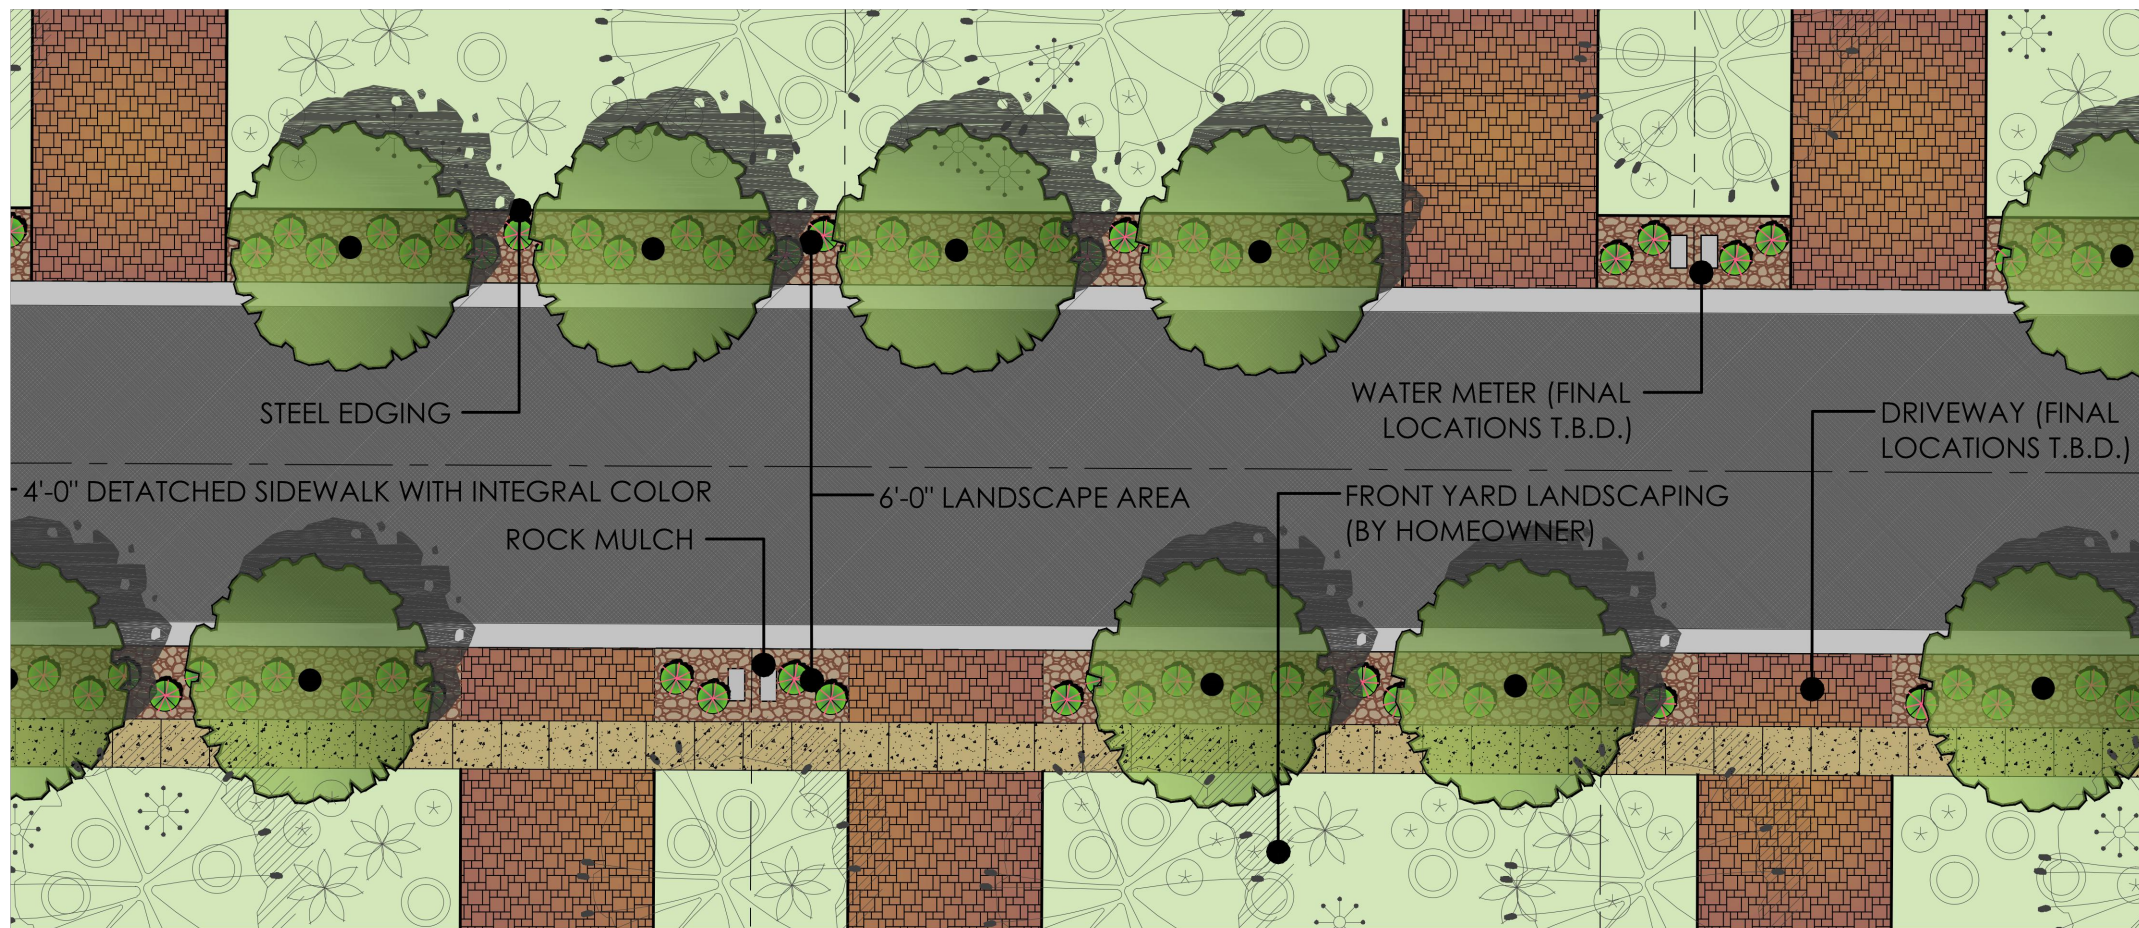 STEEL EDGING
WATER METER (FINAL
LOCATIONS T.B.D.)
DRIVEWAY (FINAL
LOCATIONS T.B.D.)
4'-0" DETATCHED SIDEWALK WITH INTEGRAL COLOR
6'-0" LANDSCAPE AREA
FRONT YARD LANDSCAPING
(BY HOMEOWNER)
ROCK MULCH